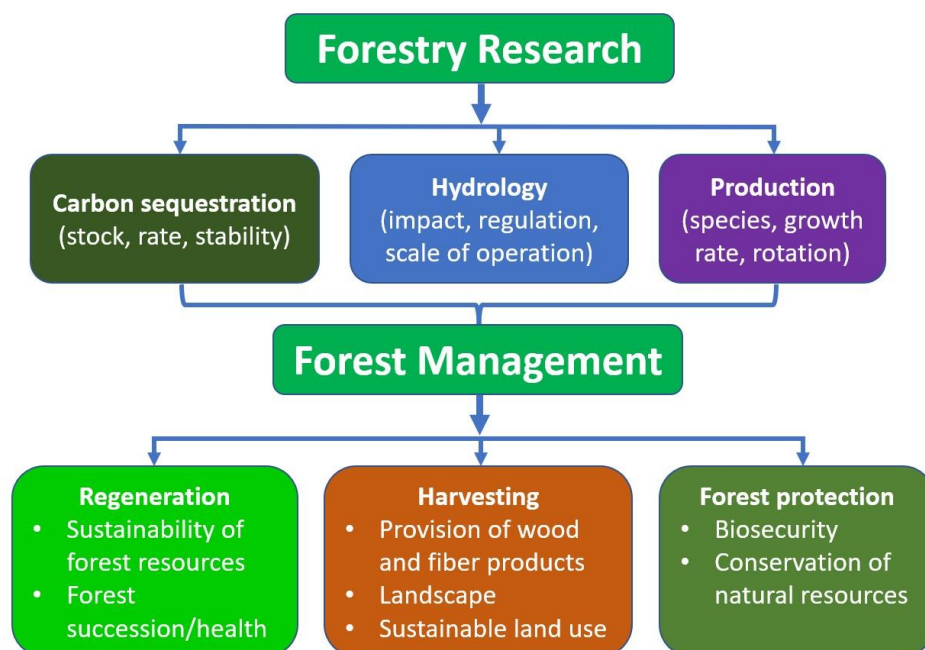 Forestry Research
Carbon sequestration
(stock, rate, stability)
Hydrology
(impact, regulation,
scale of operation)
Production
(species, growth
rate, rotation)
Forest Management
Regeneration
• Sustainability of
forest resources
• Forest
succession/health
Harvesting
• Provision of wood
and fiber products
• Landscape
• Sustainable land use
Forest protection
• Biosecurity
• Conservation of
natural resources